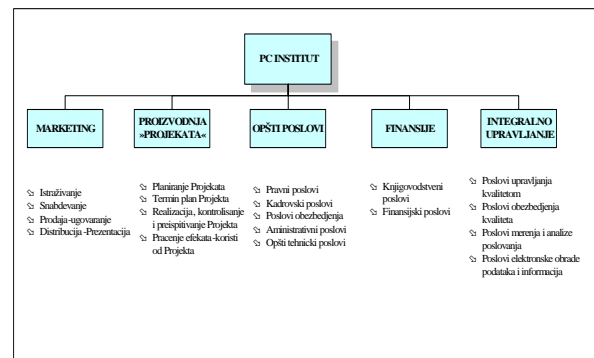 PC INSTITUT
MARKETING
PROIZVODNJA
»PROJEKATA«
OPŠTI POSLOVI
FINANSIJE
INTEGRALNO
UPRAVLJANJE
Istraživanje
Snabdevanje
Prodaja-ugovaranje
Distribucija -Prezentacija
Planiranje Projekata
Termin plan Projekta
Realizacija, kontrolisanje
i preispitivanje Projekta
Pracenje efekata-koristi
od Projekta
Pravni poslovi
Kadrovski poslovi
Poslovi obezbedjenja
Aministrativni poslovi
Opšti tehnicki poslovi
Knjigovodstveni
poslovi
Finansijski poslovi
Poslovi upravljanja
kvalitetom
Poslovi obezbedjenja
kvaliteta
Poslovi merenja i analize
poslovanja
Poslovi elektronske obrade
podataka i informacija